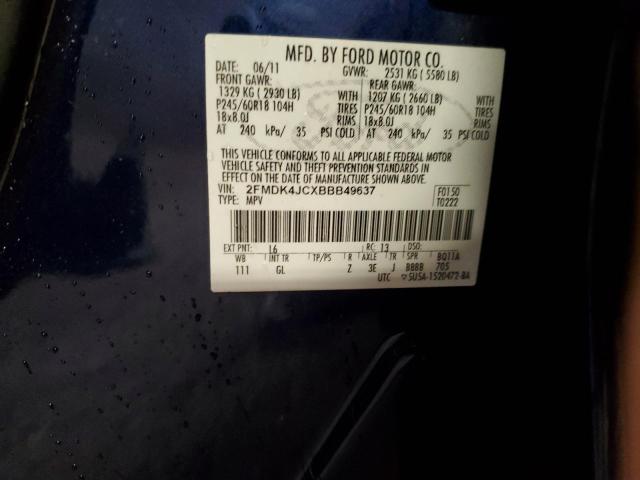 MFD. BY FORD MOTOR CO.
DATE: 06/11 GVWR: 2531 KG ( 5580 LB)
FRONT GAWR: REAR GAWR:
1329 KG ( 2930 LB) 1207 KG ( 2660 LB)
P245/60R18 104H TIRES P245/60R18 104H
18x8.0J RIMS 18x8.0J
AT 240 kPa/ 35 PSI COLD AT 240 kPa/ 35 PSI COLD
THIS VEHICLE CONFORMS TO ALL APPLICABLE FEDERAL MOTOR
VEHICLE SAFETY AND THEFT PREVENTION STANDARDS IN
EFFECT ON THE DATE OF MANUFACTURE SHOWN ABOVE.
VIN: 2FMDK4JCXBBB49637 F0150
TYPE: MPV T0222
EXT PNT: L6 RC: 13 DSO:
WB INT TR TP/PS R AXLE TR SPR BQ11A
111 GL Z 3E J BBBB 705
UTC 5U5A-1520472-BA